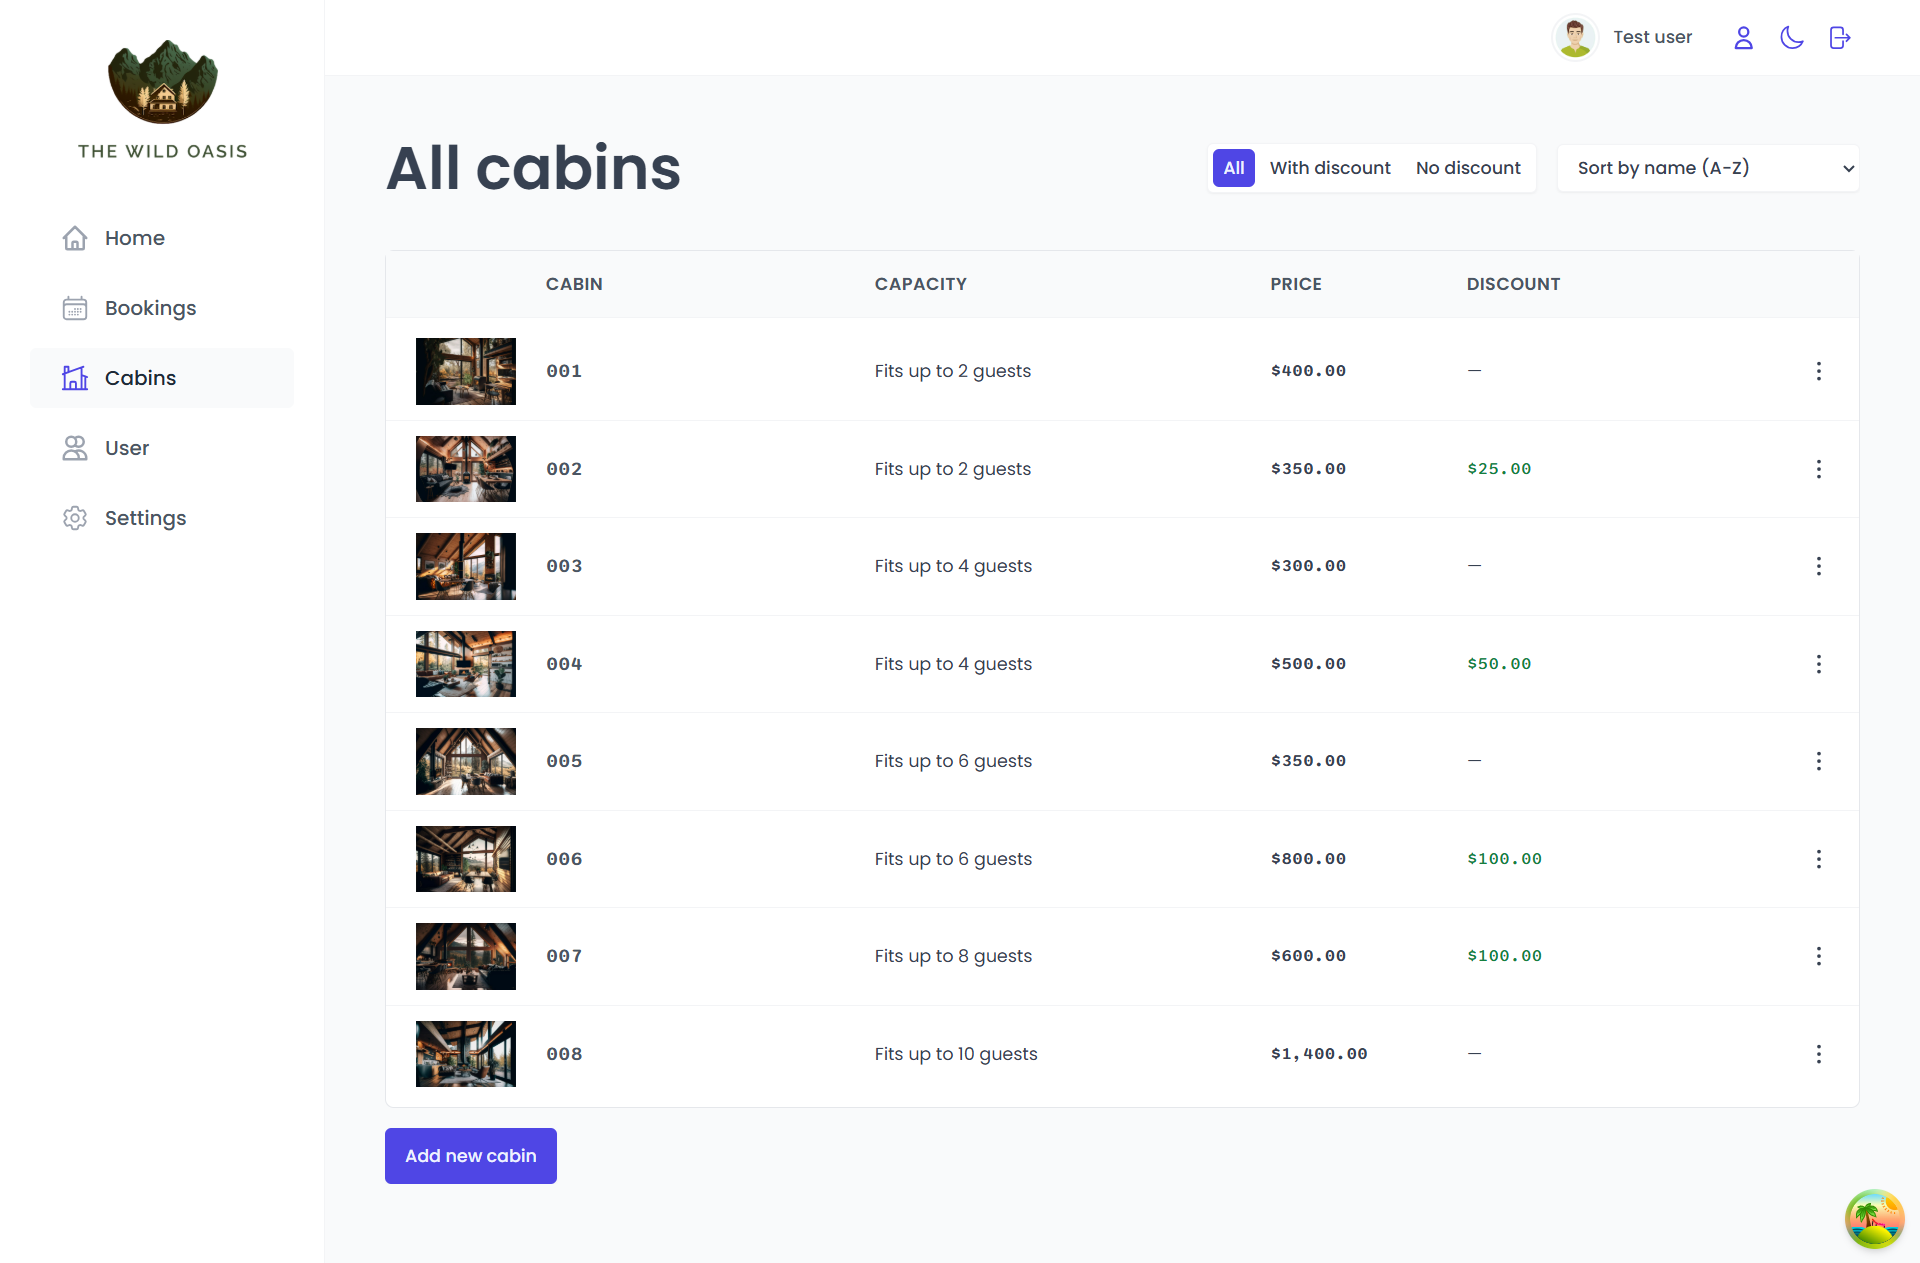 THE WILD OASIS
Home
Bookings
Cabins
User
Settings
Test user
All cabins
All With discount No discount Sort by name (A-Z)
CABIN CAPACITY PRICE DISCOUNT
001 Fits up to 2 guests $400.00 —
002 Fits up to 2 guests $350.00 $25.00
003 Fits up to 4 guests $300.00 —
004 Fits up to 4 guests $500.00 $50.00
005 Fits up to 6 guests $350.00 —
006 Fits up to 6 guests $800.00 $100.00
007 Fits up to 8 guests $600.00 $100.00
008 Fits up to 10 guests $1,400.00 —
Add new cabin